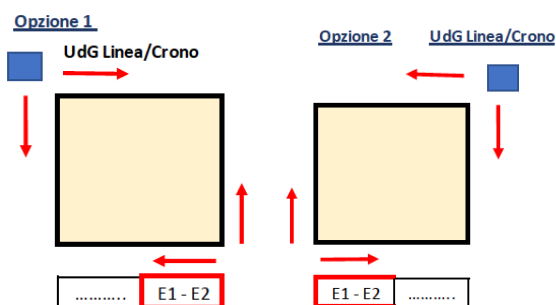 Opzione 1
UdG Linea/Crono
Opzione 2 UdG Linea/Crono
……….. E1 - E2
E1 - E2 ………..